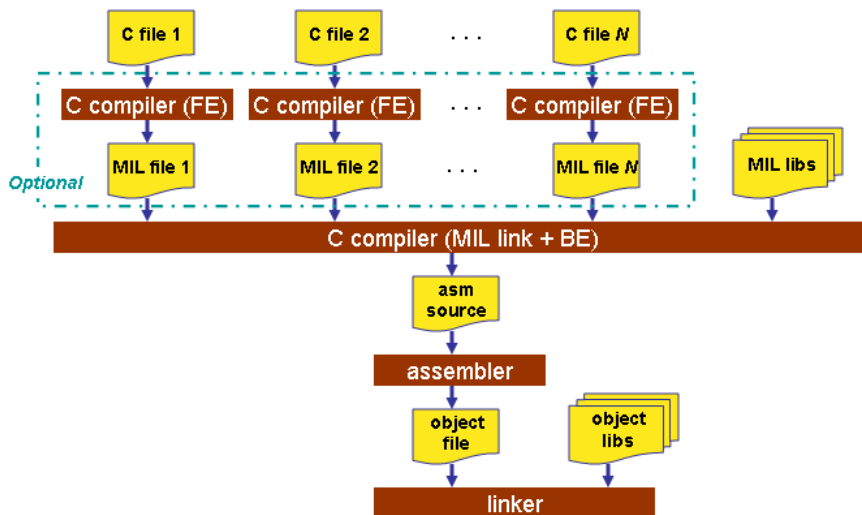 C file 1
C file 2
. . .
C file N
C compiler (FE)
C compiler (FE)
. . .
C compiler (FE)
MIL file 1
MIL file 2
. . .
MIL file N
MIL libs
Optional
C compiler (MIL link + BE)
asm
source
assembler
object
file
object
libs
linker